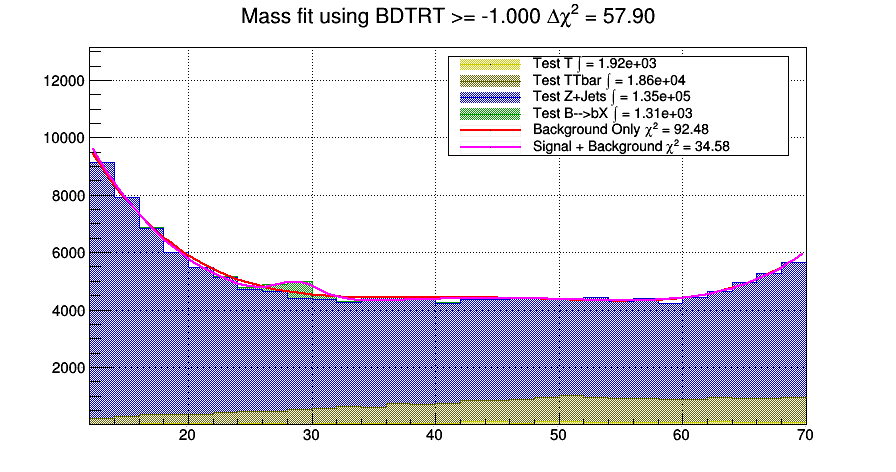 Mass fit using BDTRT >= -1.000 Δχ² = 57.90
Test T ∫ = 1.92e+03
Test TTbar ∫ = 1.86e+04
Test Z+Jets ∫ = 1.35e+05
Test B-->bX ∫ = 1.31e+03
Background Only χ² = 92.48
Signal + Background χ² = 34.58
12000
10000
8000
6000
4000
2000
20 30 40 50 60 70